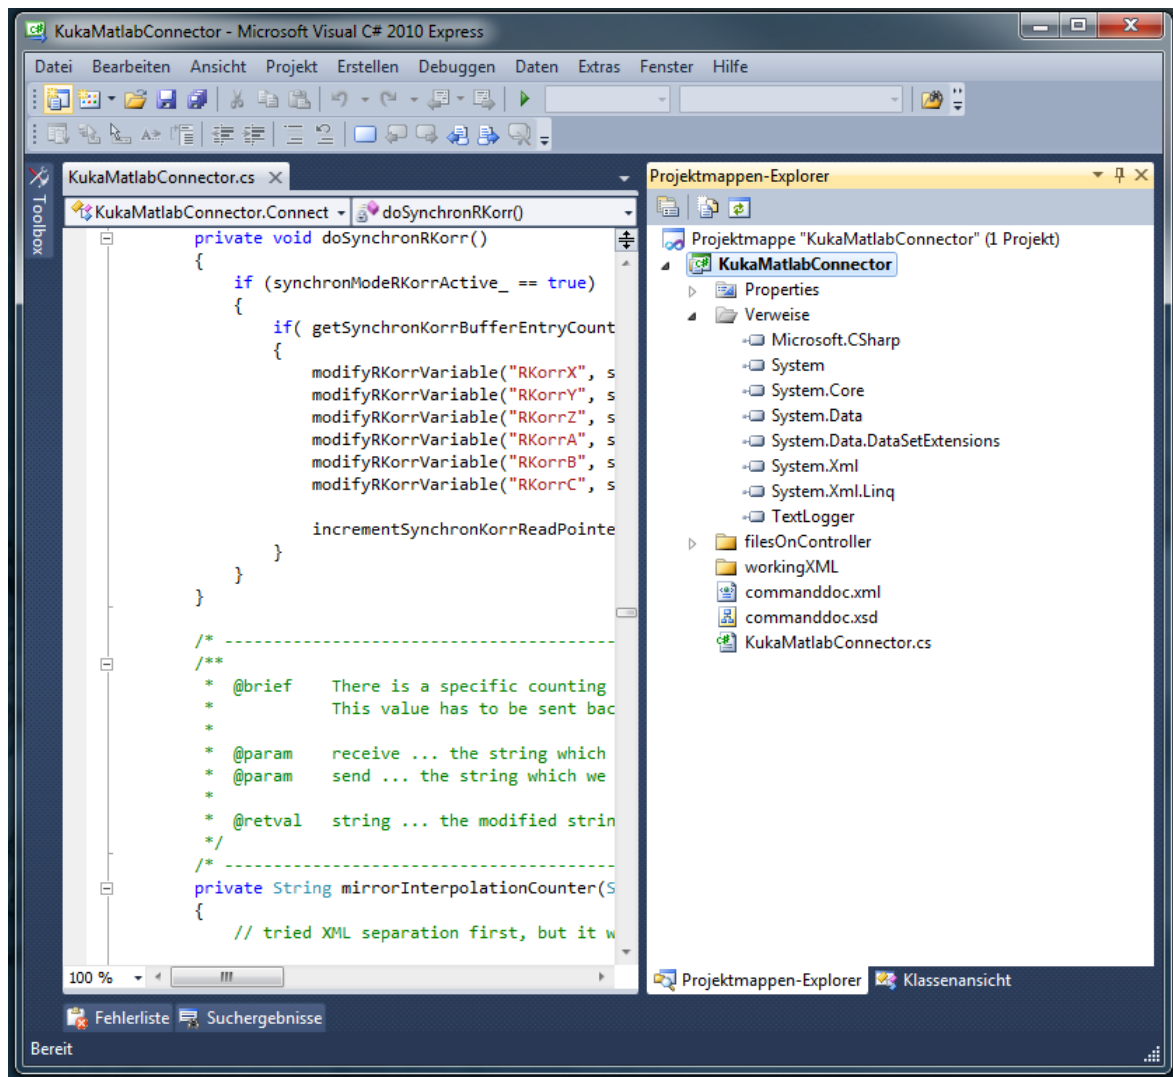 KukaMatlabConnector - Microsoft Visual C# 2010 Express
Datei Bearbeiten Ansicht Projekt Erstellen Debuggen Daten Extras Fenster Hilfe
Toolbox
KukaMatlabConnector.cs
KukaMatlabConnector.Connect doSynchronRKorr()
private void doSynchronRKorr()
{
if (synchronModeRKorrActive_ == true)
{
if( getSynchronKorrBufferEntryCount
{
modifyRKorrVariable("RKorrX", s
modifyRKorrVariable("RKorrY", s
modifyRKorrVariable("RKorrZ", s
modifyRKorrVariable("RKorrA", s
modifyRKorrVariable("RKorrB", s
modifyRKorrVariable("RKorrC", s
incrementSynchronKorrReadPointe
}
}
}
/* ----------------------------------------
/**
* @brief There is a specific counting
* This value has to be sent bac
*
* @param receive ... the string which
* @param send ... the string which we
*
* @retval string ... the modified strin
*/
/* ----------------------------------------
private String mirrorInterpolationCounter(S
{
// tried XML separation first, but it w
100 %
Projektmappen-Explorer
Projektmappe "KukaMatlabConnector" (1 Projekt)
KukaMatlabConnector
Properties
Verweise
Microsoft.CSharp
System
System.Core
System.Data
System.Data.DataSetExtensions
System.Xml
System.Xml.Linq
TextLogger
filesOnController
workingXML
commanddoc.xml
commanddoc.xsd
KukaMatlabConnector.cs
Projektmappen-Explorer Klassenansicht
Fehlerliste Suchergebnisse
Bereit